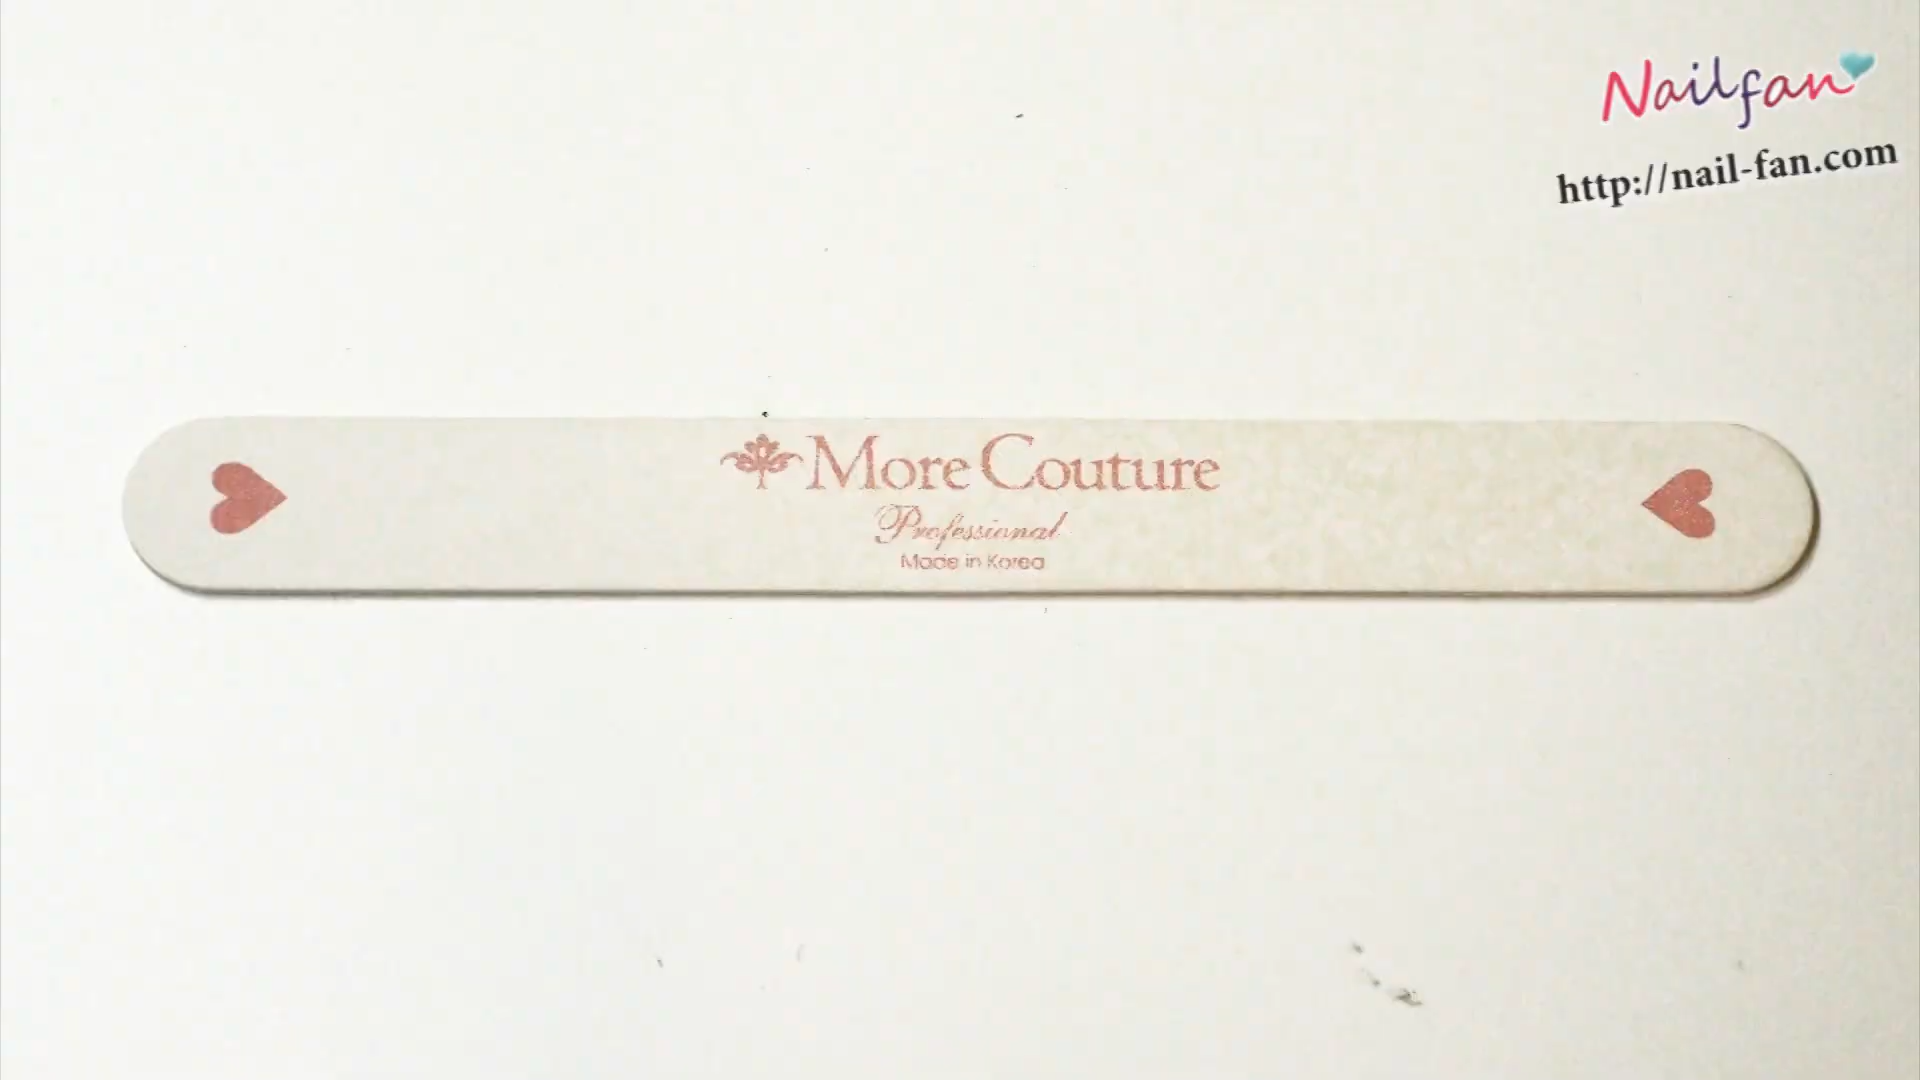 Nailfan
http://nail-fan.com
More Couture
Professional
Made in Korea